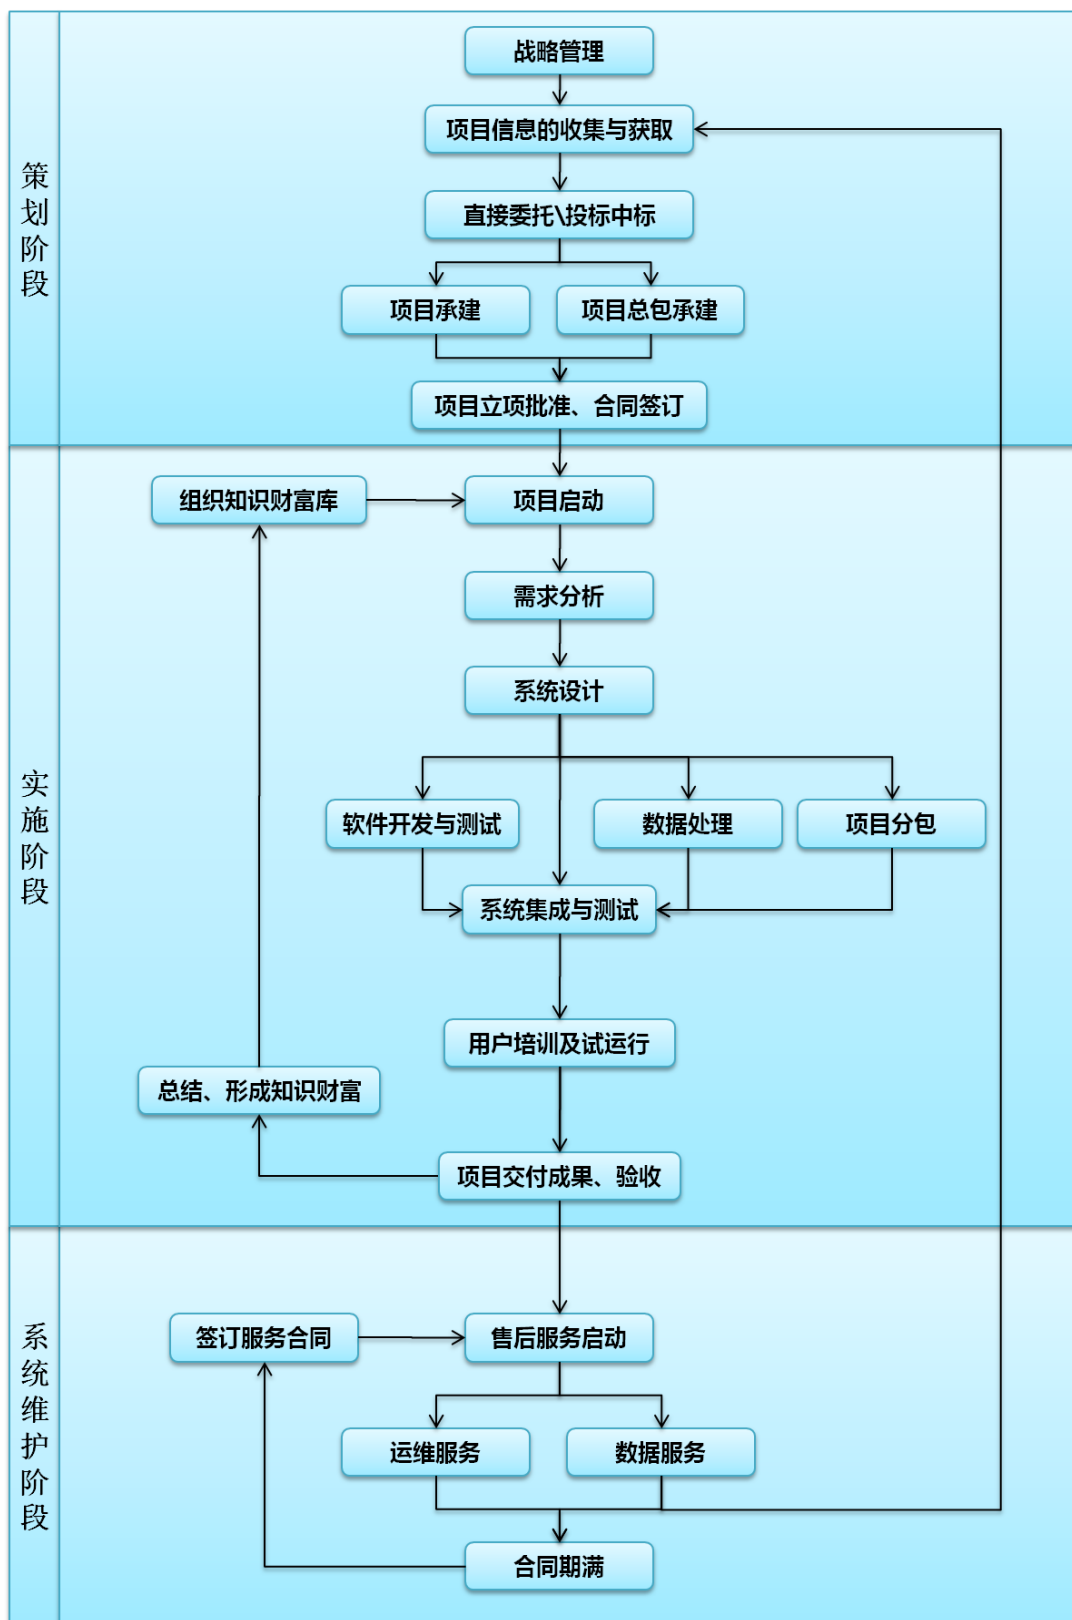 策划阶段
战略管理
项目信息的收集与获取
直接委托\投标中标
项目承建
项目总包承建
项目立项批准、合同签订
实施阶段
组织知识财富库
项目启动
需求分析
系统设计
软件开发与测试
数据处理
项目分包
系统集成与测试
用户培训及试运行
总结、形成知识财富
项目交付成果、验收
系统维护阶段
签订服务合同
售后服务启动
运维服务
数据服务
合同期满